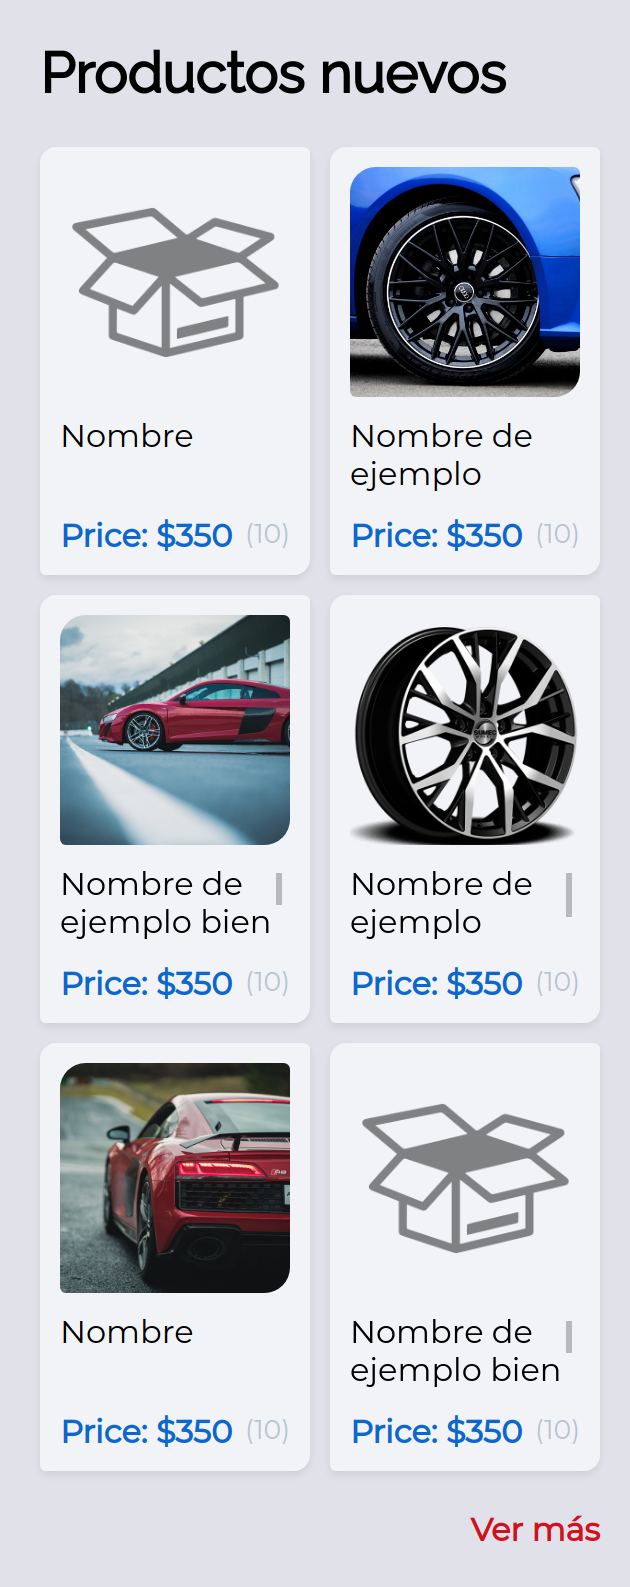 Productos nuevos
Nombre
Price: $350 (10)
Nombre de
ejemplo
Price: $350 (10)
Nombre de
ejemplo bien
Price: $350 (10)
Nombre de
ejemplo
Price: $350 (10)
Nombre
Price: $350 (10)
Nombre de
ejemplo bien
Price: $350 (10)
Ver más